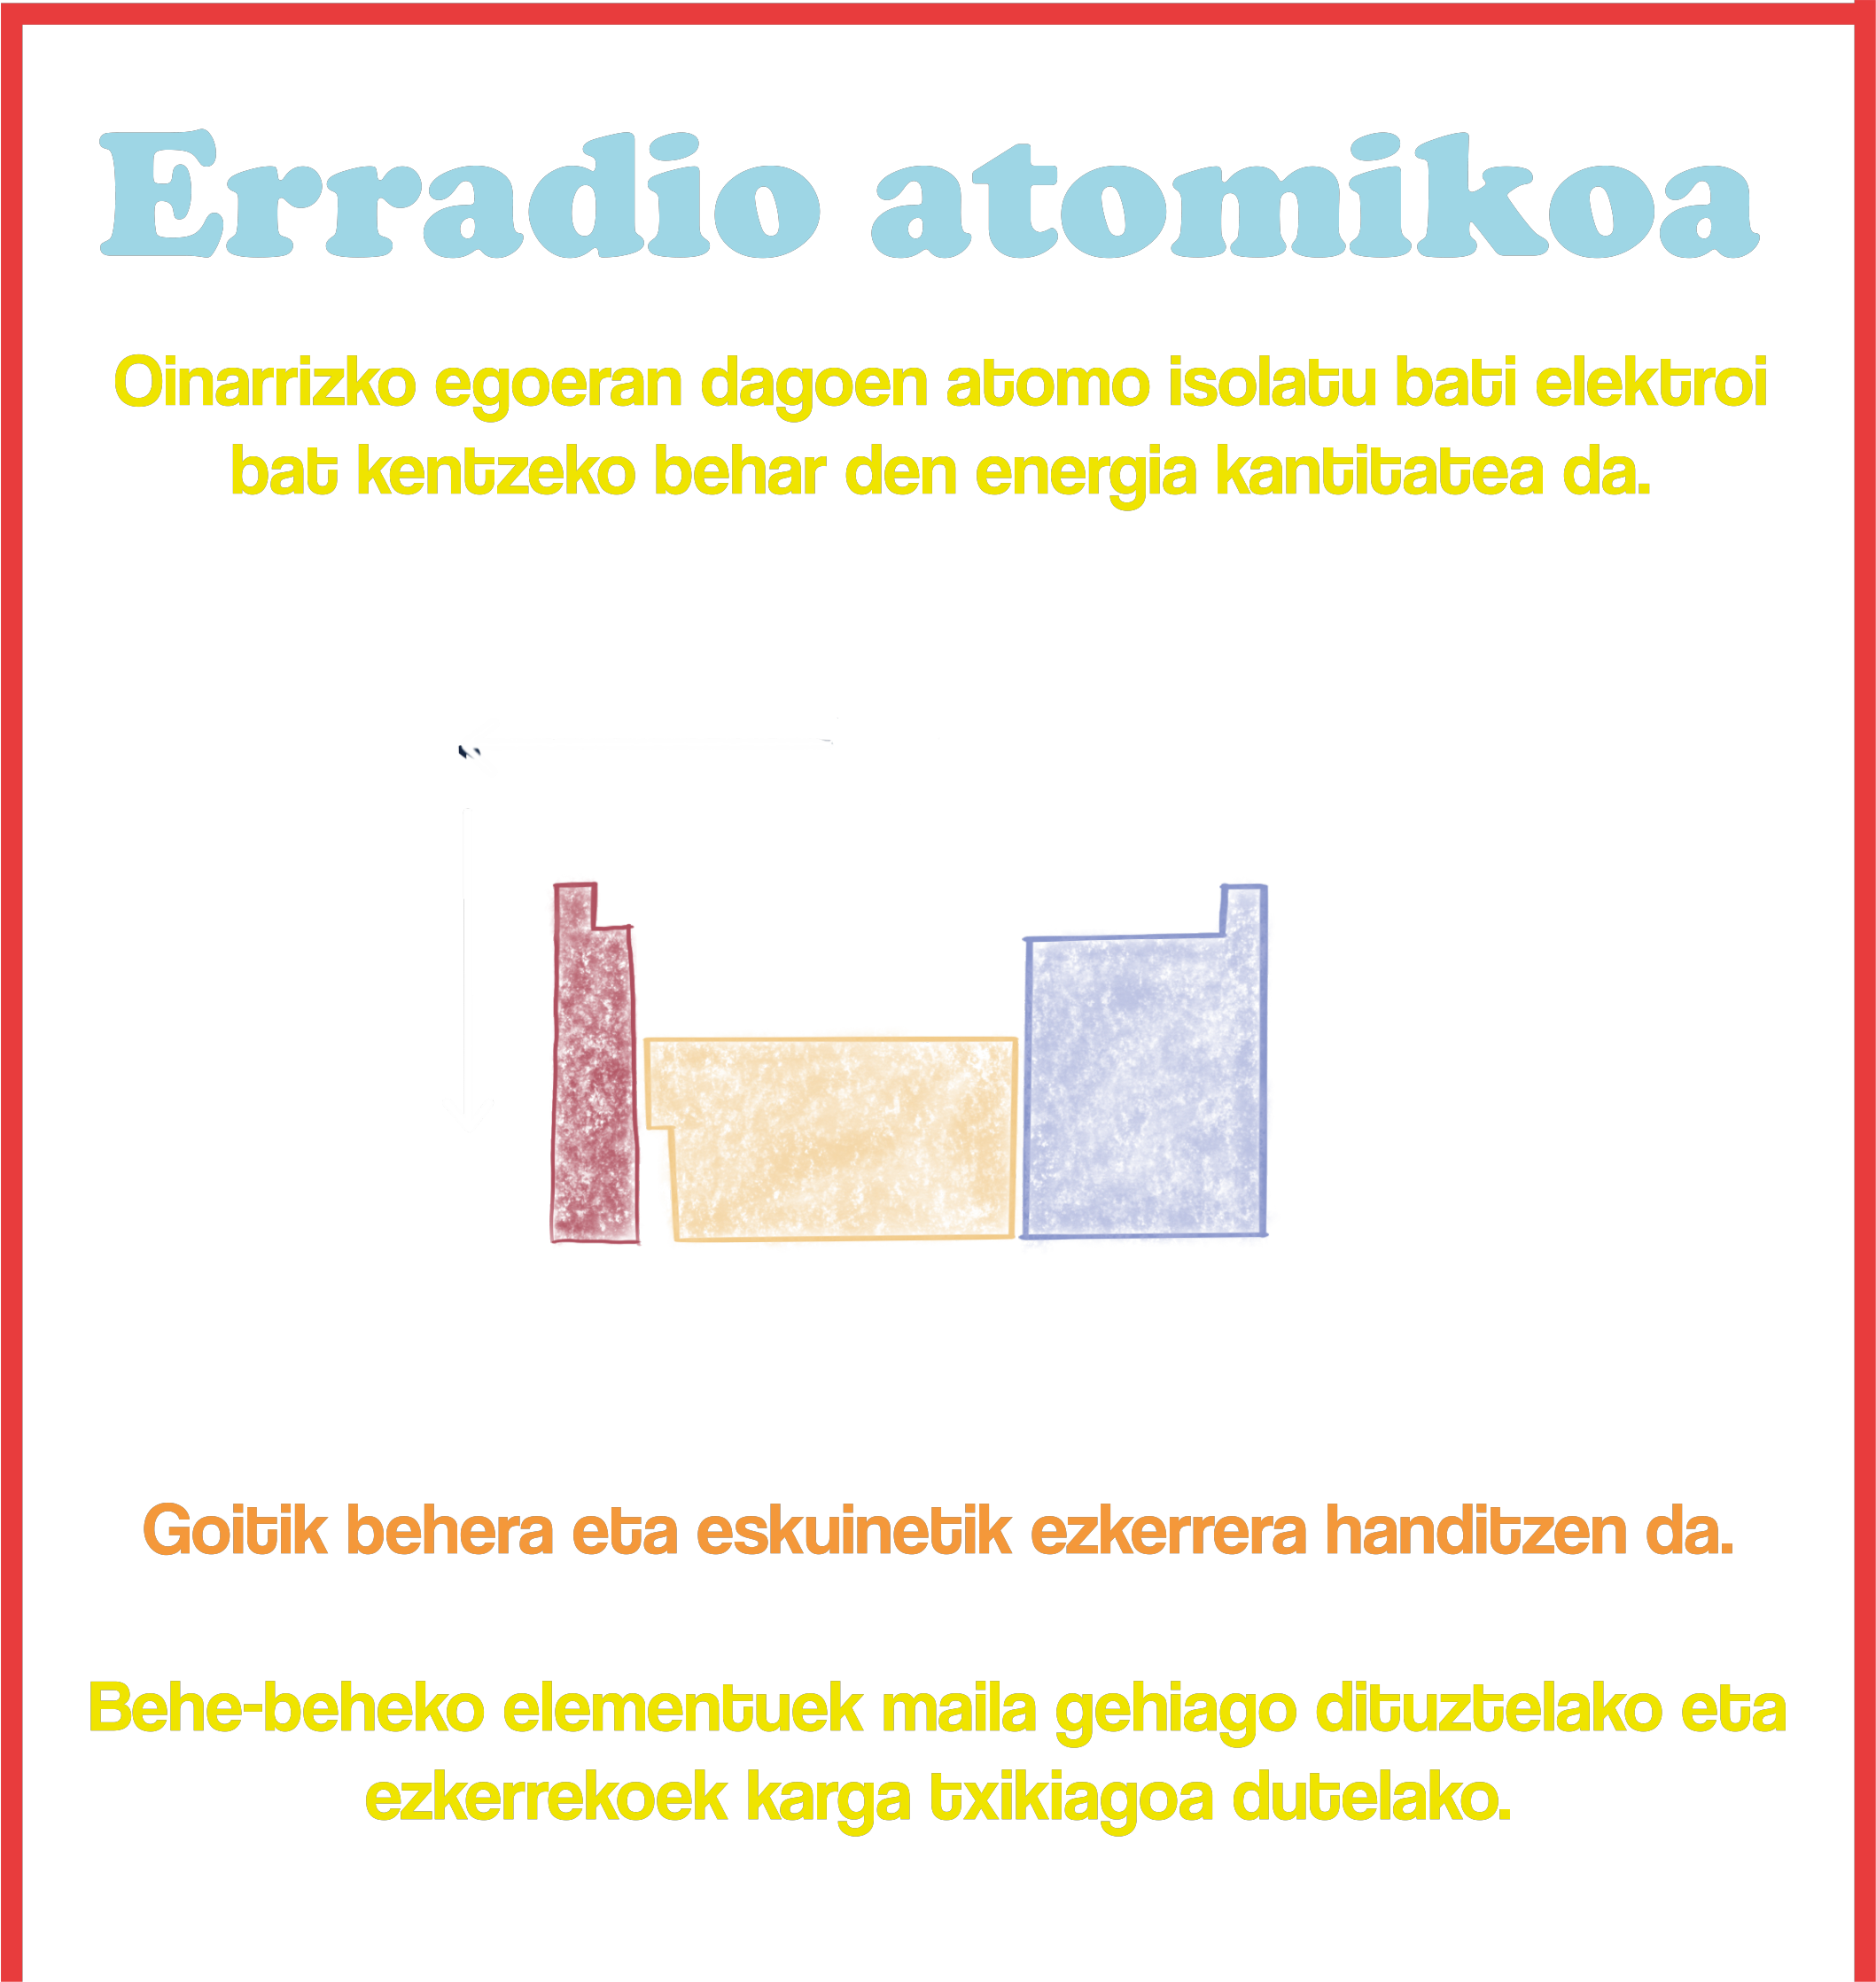 Erradio atomikoa
Oinarrizko egoeran dagoen atomo isolatu bati elektroi
bat kentzeko behar den energia kantitatea da.
Goitik behera eta eskuinetik ezkerrera handitzen da.
Behe-beheko elementuek maila gehiago dituztelako eta
ezkerrekoek karga txikiagoa dutelako.